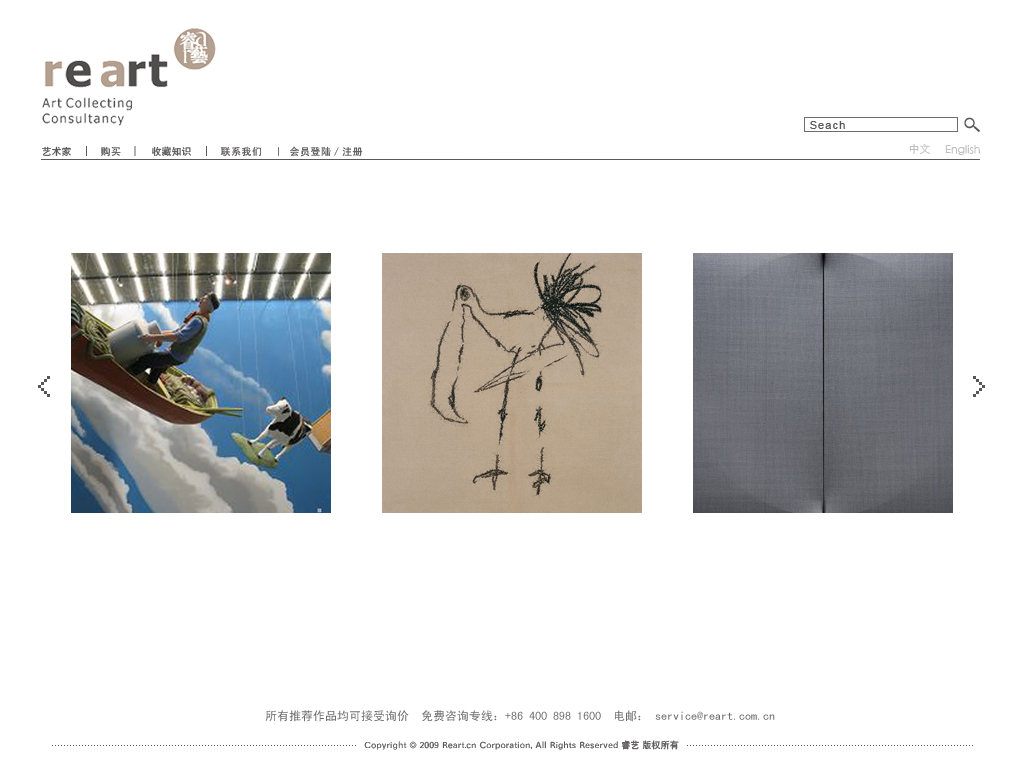 睿藝
re art
Art Collecting
Consultancy
Seach
艺术家 | 购买 | 收藏知识 | 联系我们 | 会员登陆 / 注册
中文 English
所有推荐作品均可接受询价 免费咨询专线: +86 400 898 1600 电邮: service@reart.com.cn
Copyright © 2009 Reart.cn Corporation, All Rights Reserved 睿艺 版权所有